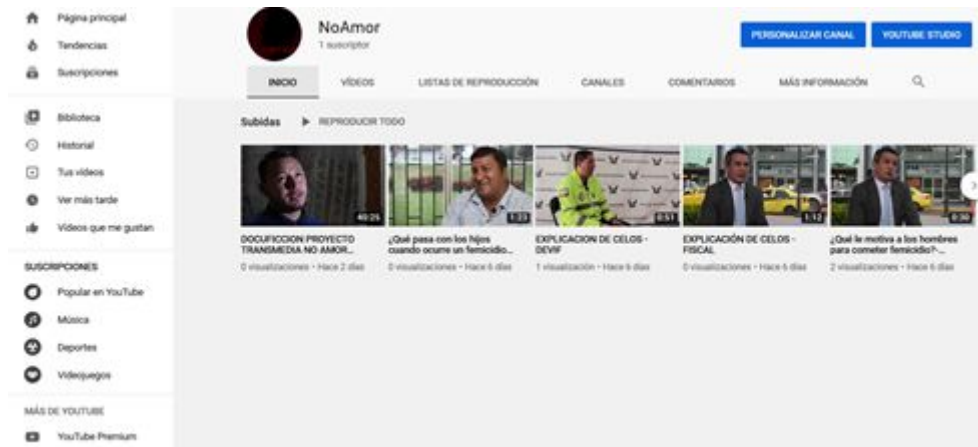 Página principal
Tendencias
Suscripciones
Biblioteca
Historial
Tus vídeos
Ver más tarde
Vídeos que me gustan
SUSCRIPCIONES
Popular en YouTube
Música
Deportes
Videojuegos
MÁS DE YOUTUBE
YouTube Premium
NoAmor
1 suscriptor
PERSONALIZAR CANAL
YOUTUBE STUDIO
INICIO VÍDEOS LISTAS DE REPRODUCCIÓN CANALES COMENTARIOS MÁS INFORMACIÓN
Subidas REPRODUCIR TODO
40:25
DOCUFICCION PROYECTO
TRANSMEDIA NO AMOR...
0 visualizaciones • Hace 2 días
1:23
¿Qué pasa con los hijos
cuando ocurre un femicidio...
0 visualizaciones • Hace 6 días
0:51
EXPLICACION DE CELOS -
DEVIF
1 visualización • Hace 6 días
1:12
EXPLICACIÓN DE CELOS -
FISCAL
0 visualizaciones • Hace 6 días
0:30
¿Qué le motiva a los hombres
para cometer femicidio?-...
2 visualizaciones • Hace 6 días